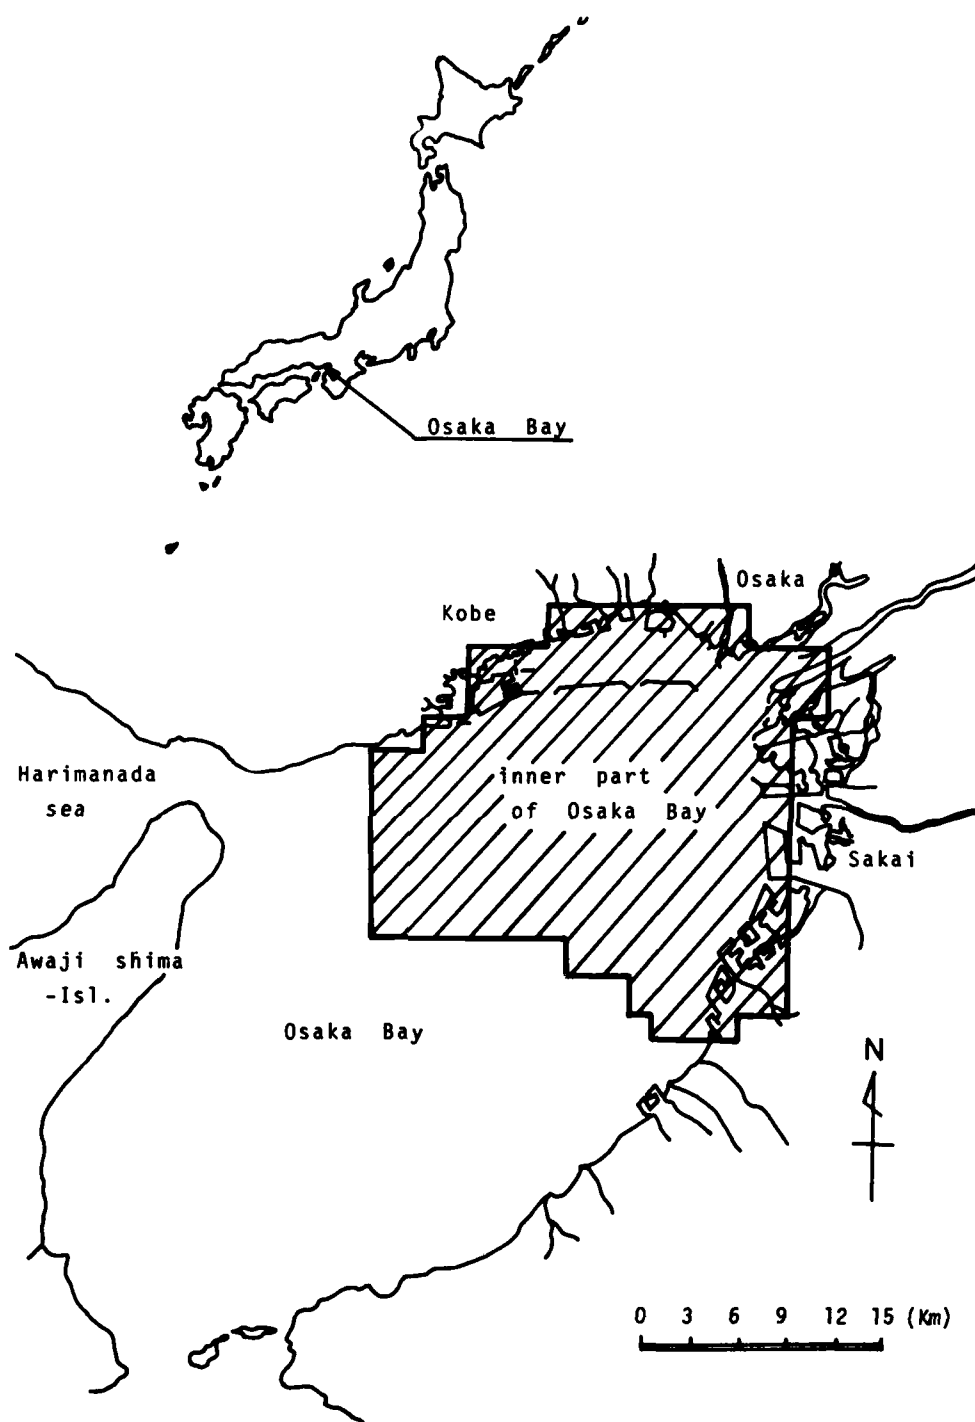 Osaka Bay
Osaka
Kobe
Harimanada
sea
inner part
of Osaka Bay
Sakai
Awaji shima
-Isl.
Osaka Bay
N
0 3 6 9 12 15 (Km)